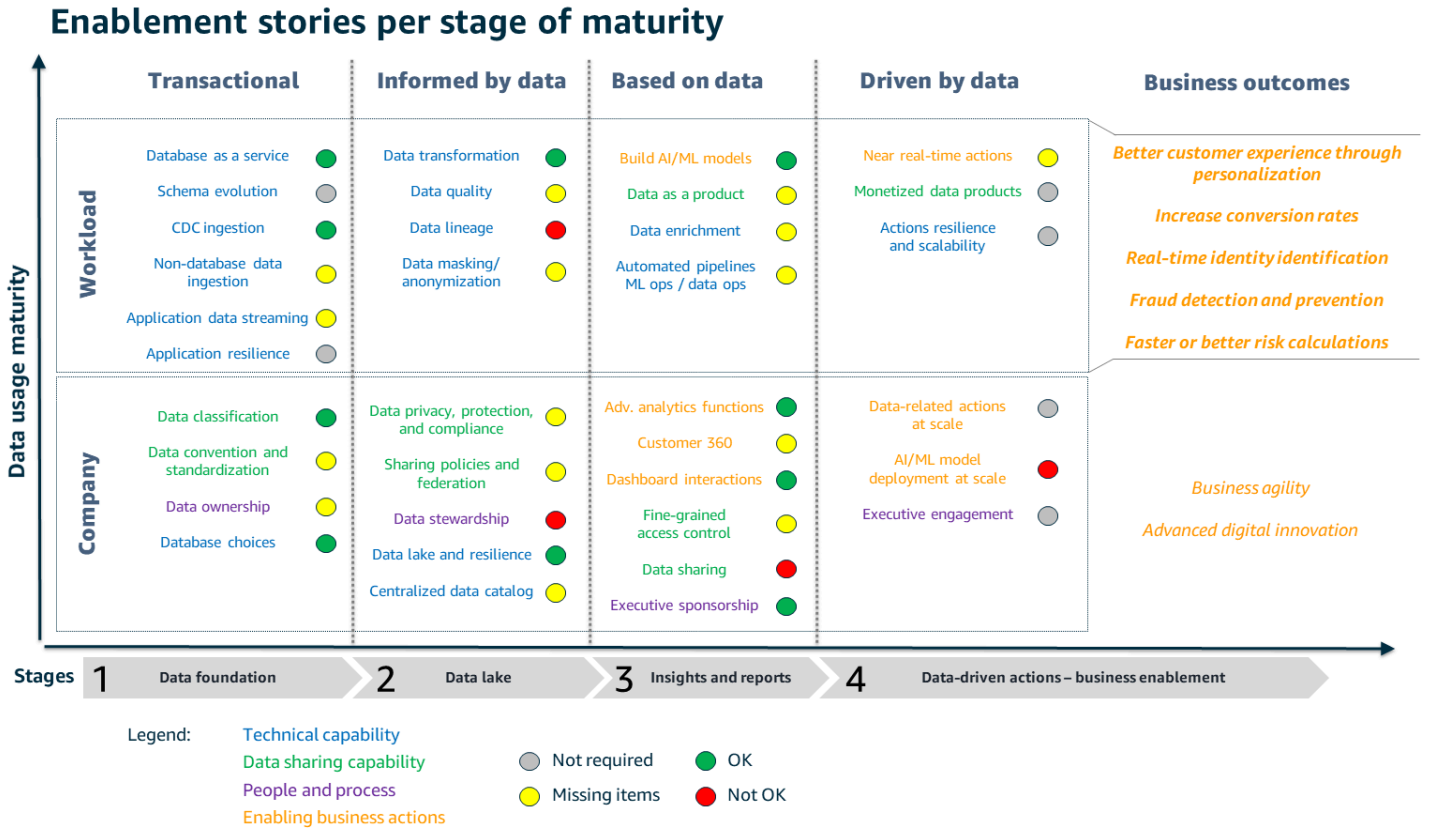 Enablement stories per stage of maturity
Data usage maturity
Transactional
Informed by data
Based on data
Driven by data
Business outcomes
Workload
Database as a service
Schema evolution
CDC ingestion
Non-database data
ingestion
Application data streaming
Application resilience
Data transformation
Data quality
Data lineage
Data masking/
anonymization
Build AI/ML models
Data as a product
Data enrichment
Automated pipelines
ML ops / data ops
Near real-time actions
Monetized data products
Actions resilience
and scalability
Better customer experience through
personalization
Increase conversion rates
Real-time identity identification
Fraud detection and prevention
Faster or better risk calculations
Company
Data classification
Data convention and
standardization
Data ownership
Database choices
Data privacy, protection,
and compliance
Sharing policies and
federation
Data stewardship
Data lake and resilience
Centralized data catalog
Adv. analytics functions
Customer 360
Dashboard interactions
Fine-grained
access control
Data sharing
Executive sponsorship
Data-related actions
at scale
AI/ML model
deployment at scale
Executive engagement
Business agility
Advanced digital innovation
Stages
1 Data foundation
2 Data lake
3 Insights and reports
4 Data-driven actions – business enablement
Legend:
Technical capability
Data sharing capability
People and process
Enabling business actions
Not required
Missing items
OK
Not OK